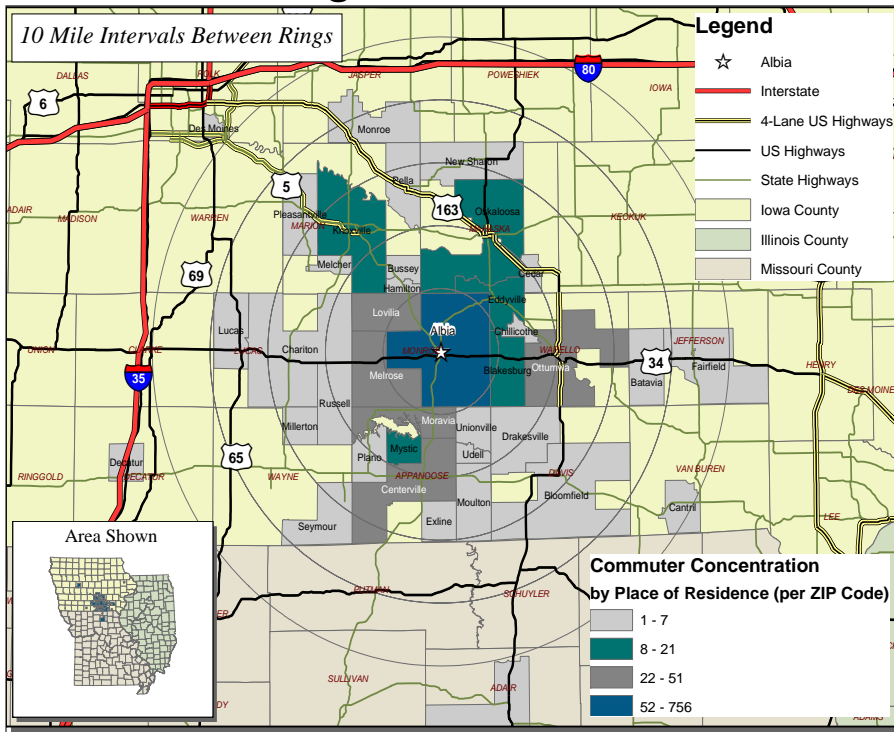 10 Mile Intervals Between Rings
Legend
Albia
Interstate
4-Lane US Highways
US Highways
State Highways
Iowa County
Illinois County
Missouri County
DALLAS
POLK
JASPER
POWESHIEK
IOWA
80
6
Des Moines
Monroe
New Sharon
Pella
5
163
ADAIR
MADISON
WARREN
Pleasantville
MARION
Knoxville
Oskaloosa
MAHASKA
KEOKUK
69
Melcher
Bussey
Cedar
Hamilton
Eddyville
Lovilia
Lucas
Albia
Chillicothe
JEFFERSON
UNION
CLARKE
LUCAS
Chariton
MONROE
WAPELLO
34
Fairfield
HENRY
35
Melrose
Blakesburg
Ottumwa
Batavia
DES MOINES
Russell
Millerton
Moravia
Unionville
Drakesville
Mystic
Plano
Udell
Decatur
65
RINGGOLD
DECATUR
WAYNE
APPANOOSE
DAVIS
VAN BUREN
Centerville
Moulton
Bloomfield
Cantril
LEE
Seymour
Exline
Area Shown
PUTNAM
SCHUYLER
SULLIVAN
ADAIR
Commuter Concentration
by Place of Residence (per ZIP Code)
1 - 7
8 - 21
22 - 51
52 - 756